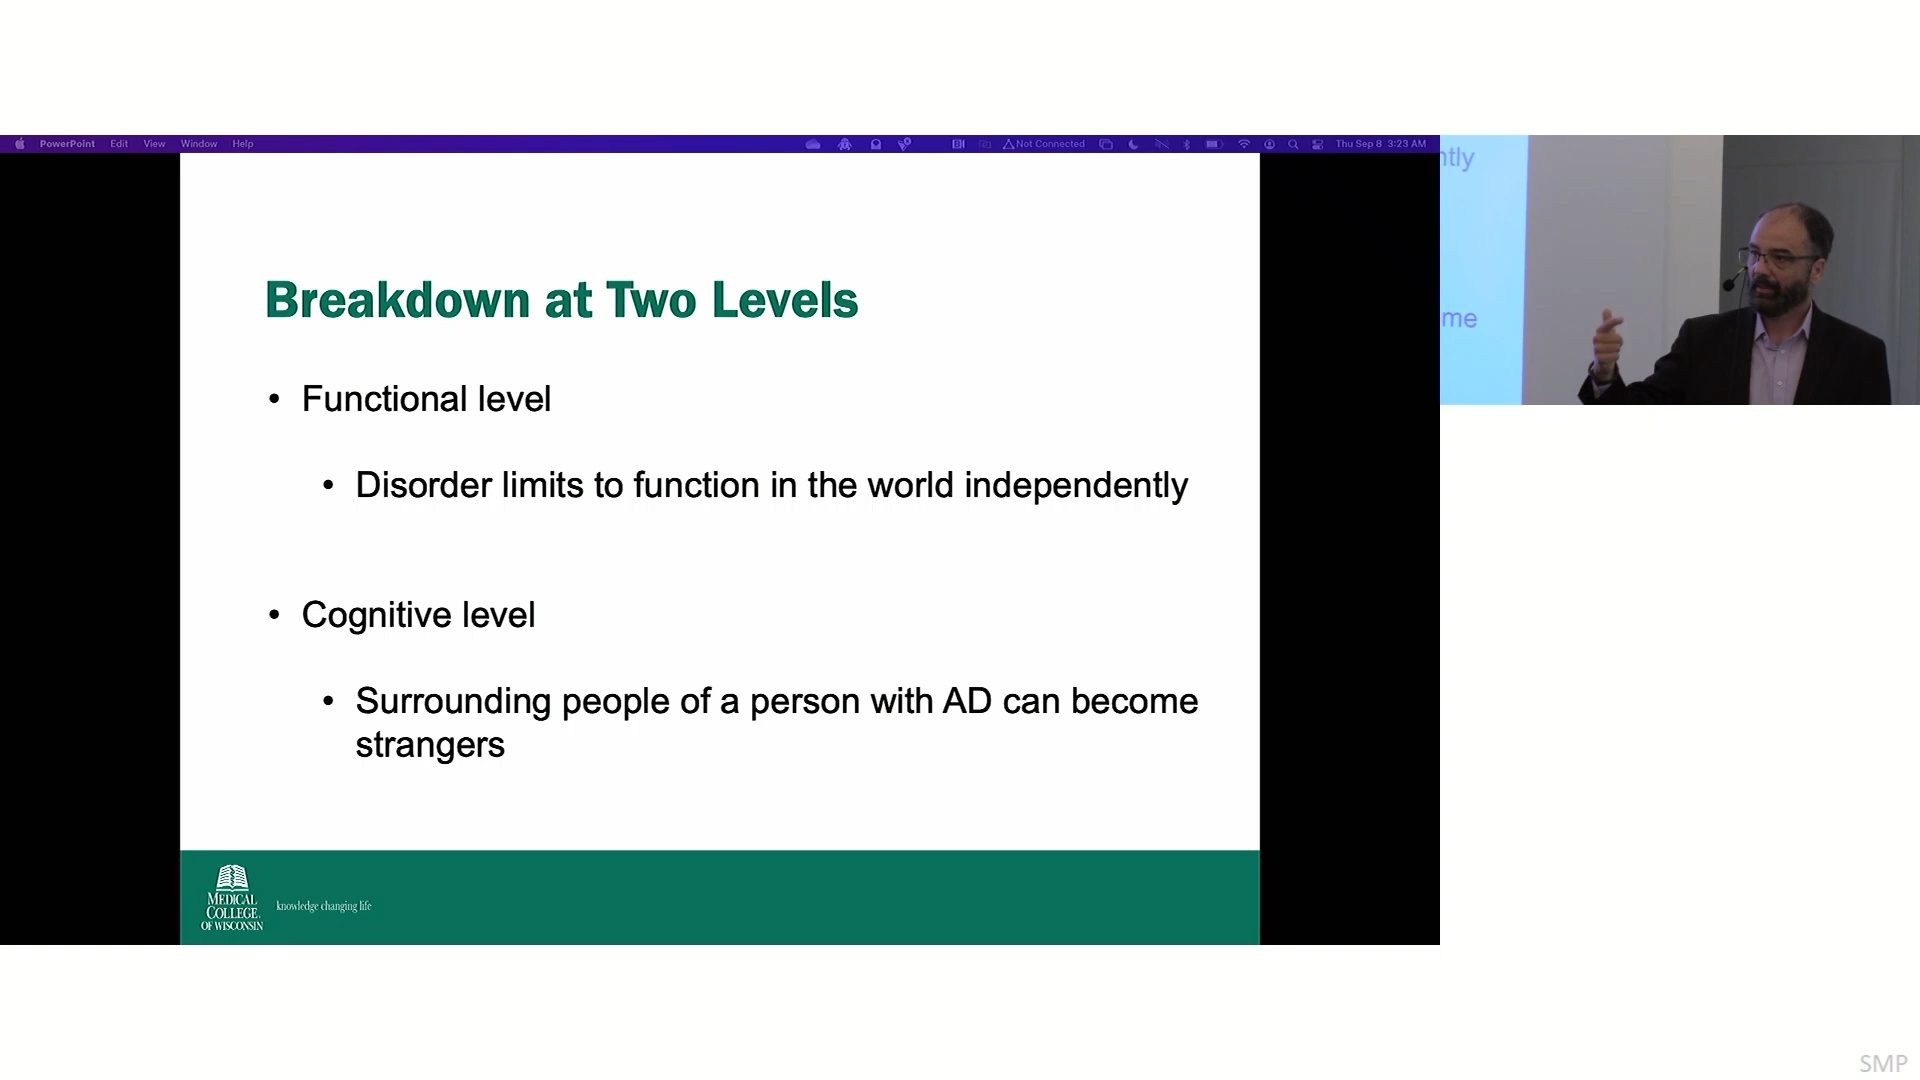 PowerPoint Edit View Window Help
Not Connected Thu Sep 8 3:23 AM
Breakdown at Two Levels
• Functional level
• Disorder limits to function in the world independently
• Cognitive level
• Surrounding people of a person with AD can become
strangers
MEDICAL
COLLEGE
OF WISCONSIN
knowledge changing life
ntly
me
SMP